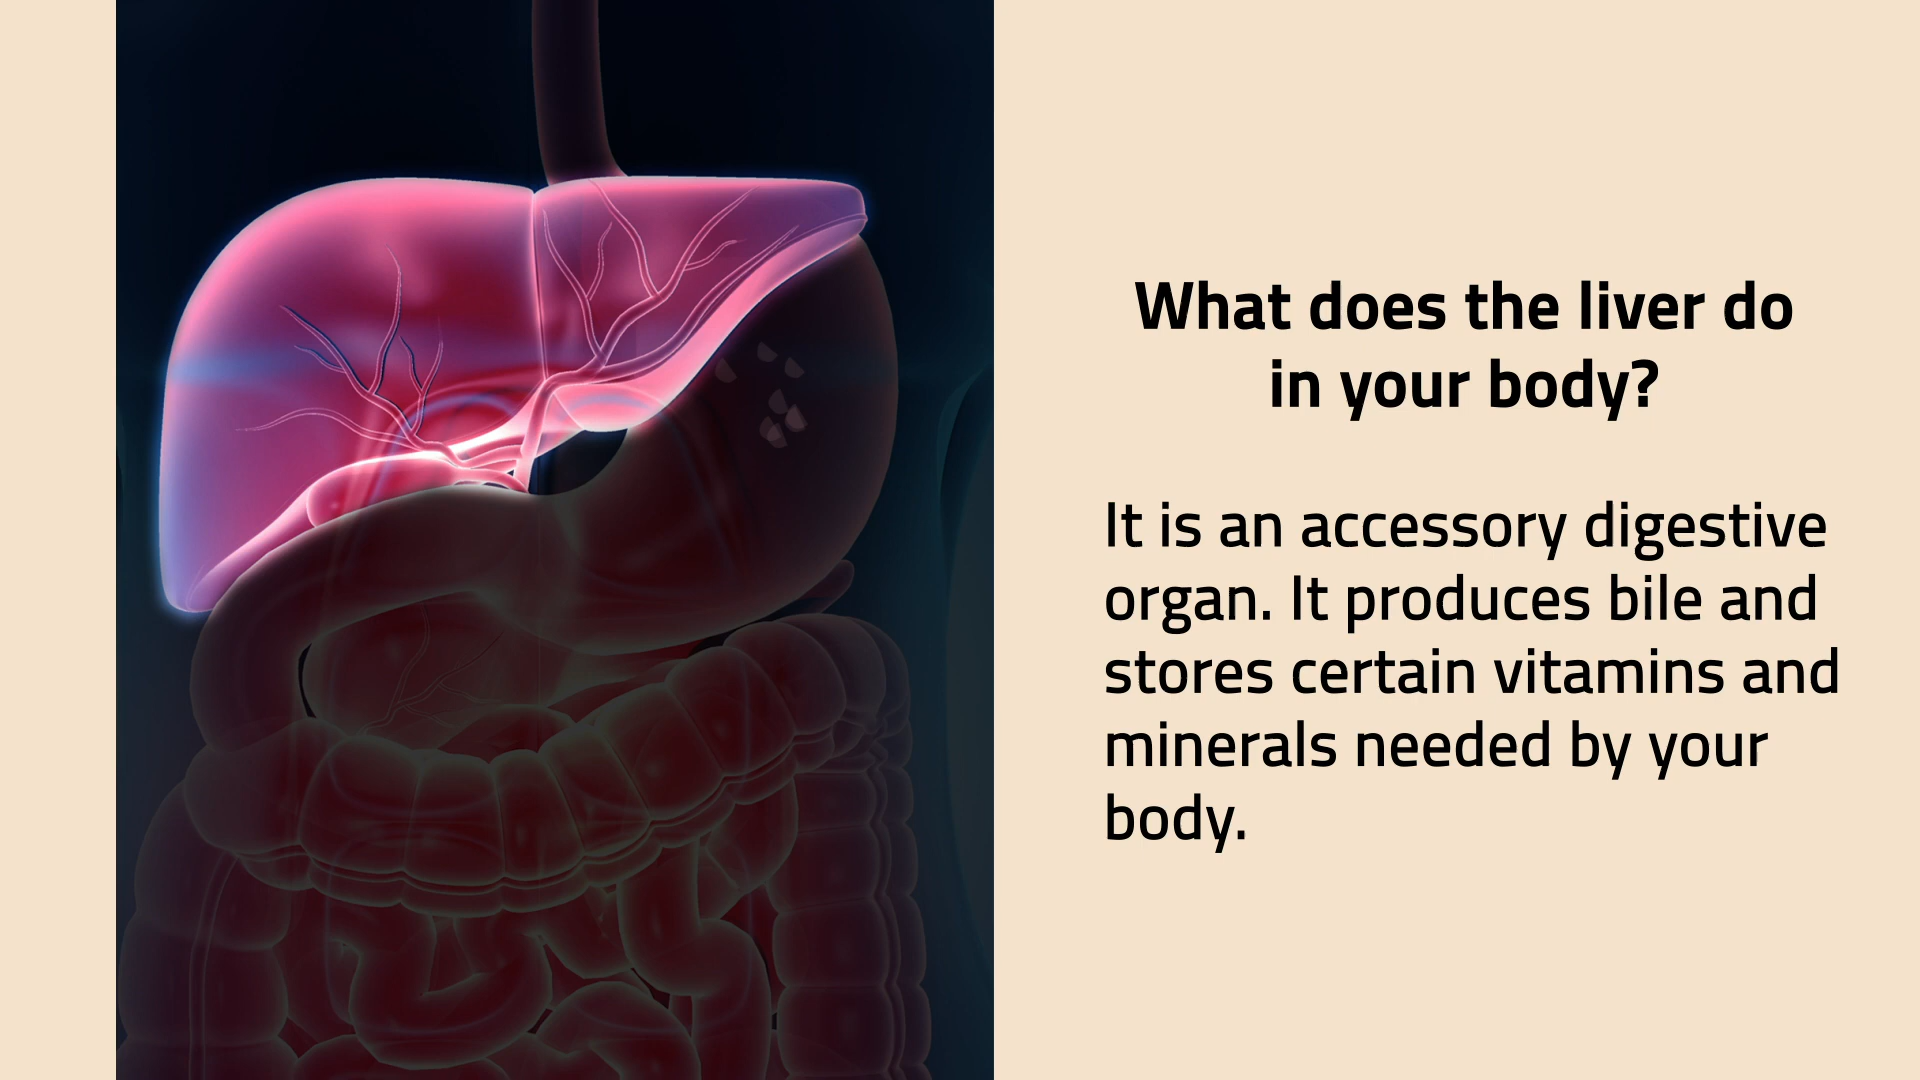 What does the liver do
in your body?
It is an accessory digestive
organ. It produces bile and
stores certain vitamins and
minerals needed by your
body.